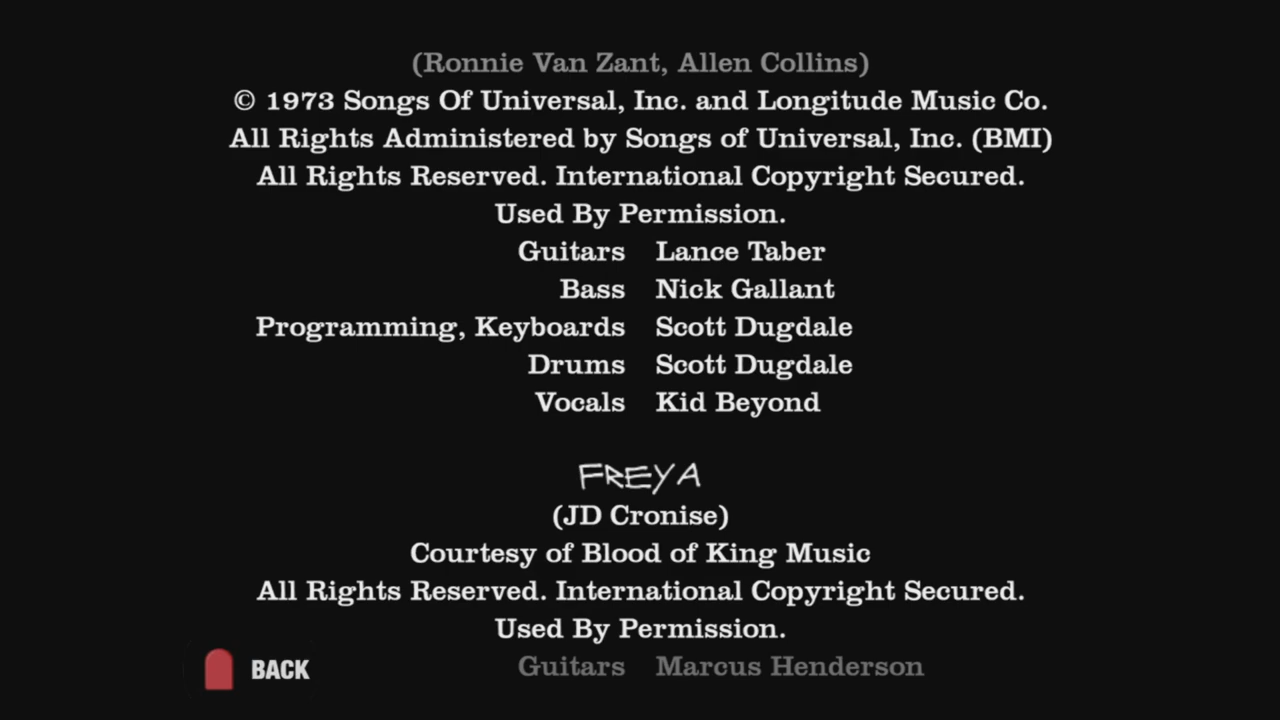 (Ronnie Van Zant, Allen Collins)
© 1973 Songs Of Universal, Inc. and Longitude Music Co.
All Rights Administered by Songs of Universal, Inc. (BMI)
All Rights Reserved. International Copyright Secured.
Used By Permission.
Guitars Lance Taber
Bass Nick Gallant
Programming, Keyboards Scott Dugdale
Drums Scott Dugdale
Vocals Kid Beyond
FREYA
(JD Cronise)
Courtesy of Blood of King Music
All Rights Reserved. International Copyright Secured.
Used By Permission.
Guitars Marcus Henderson
BACK